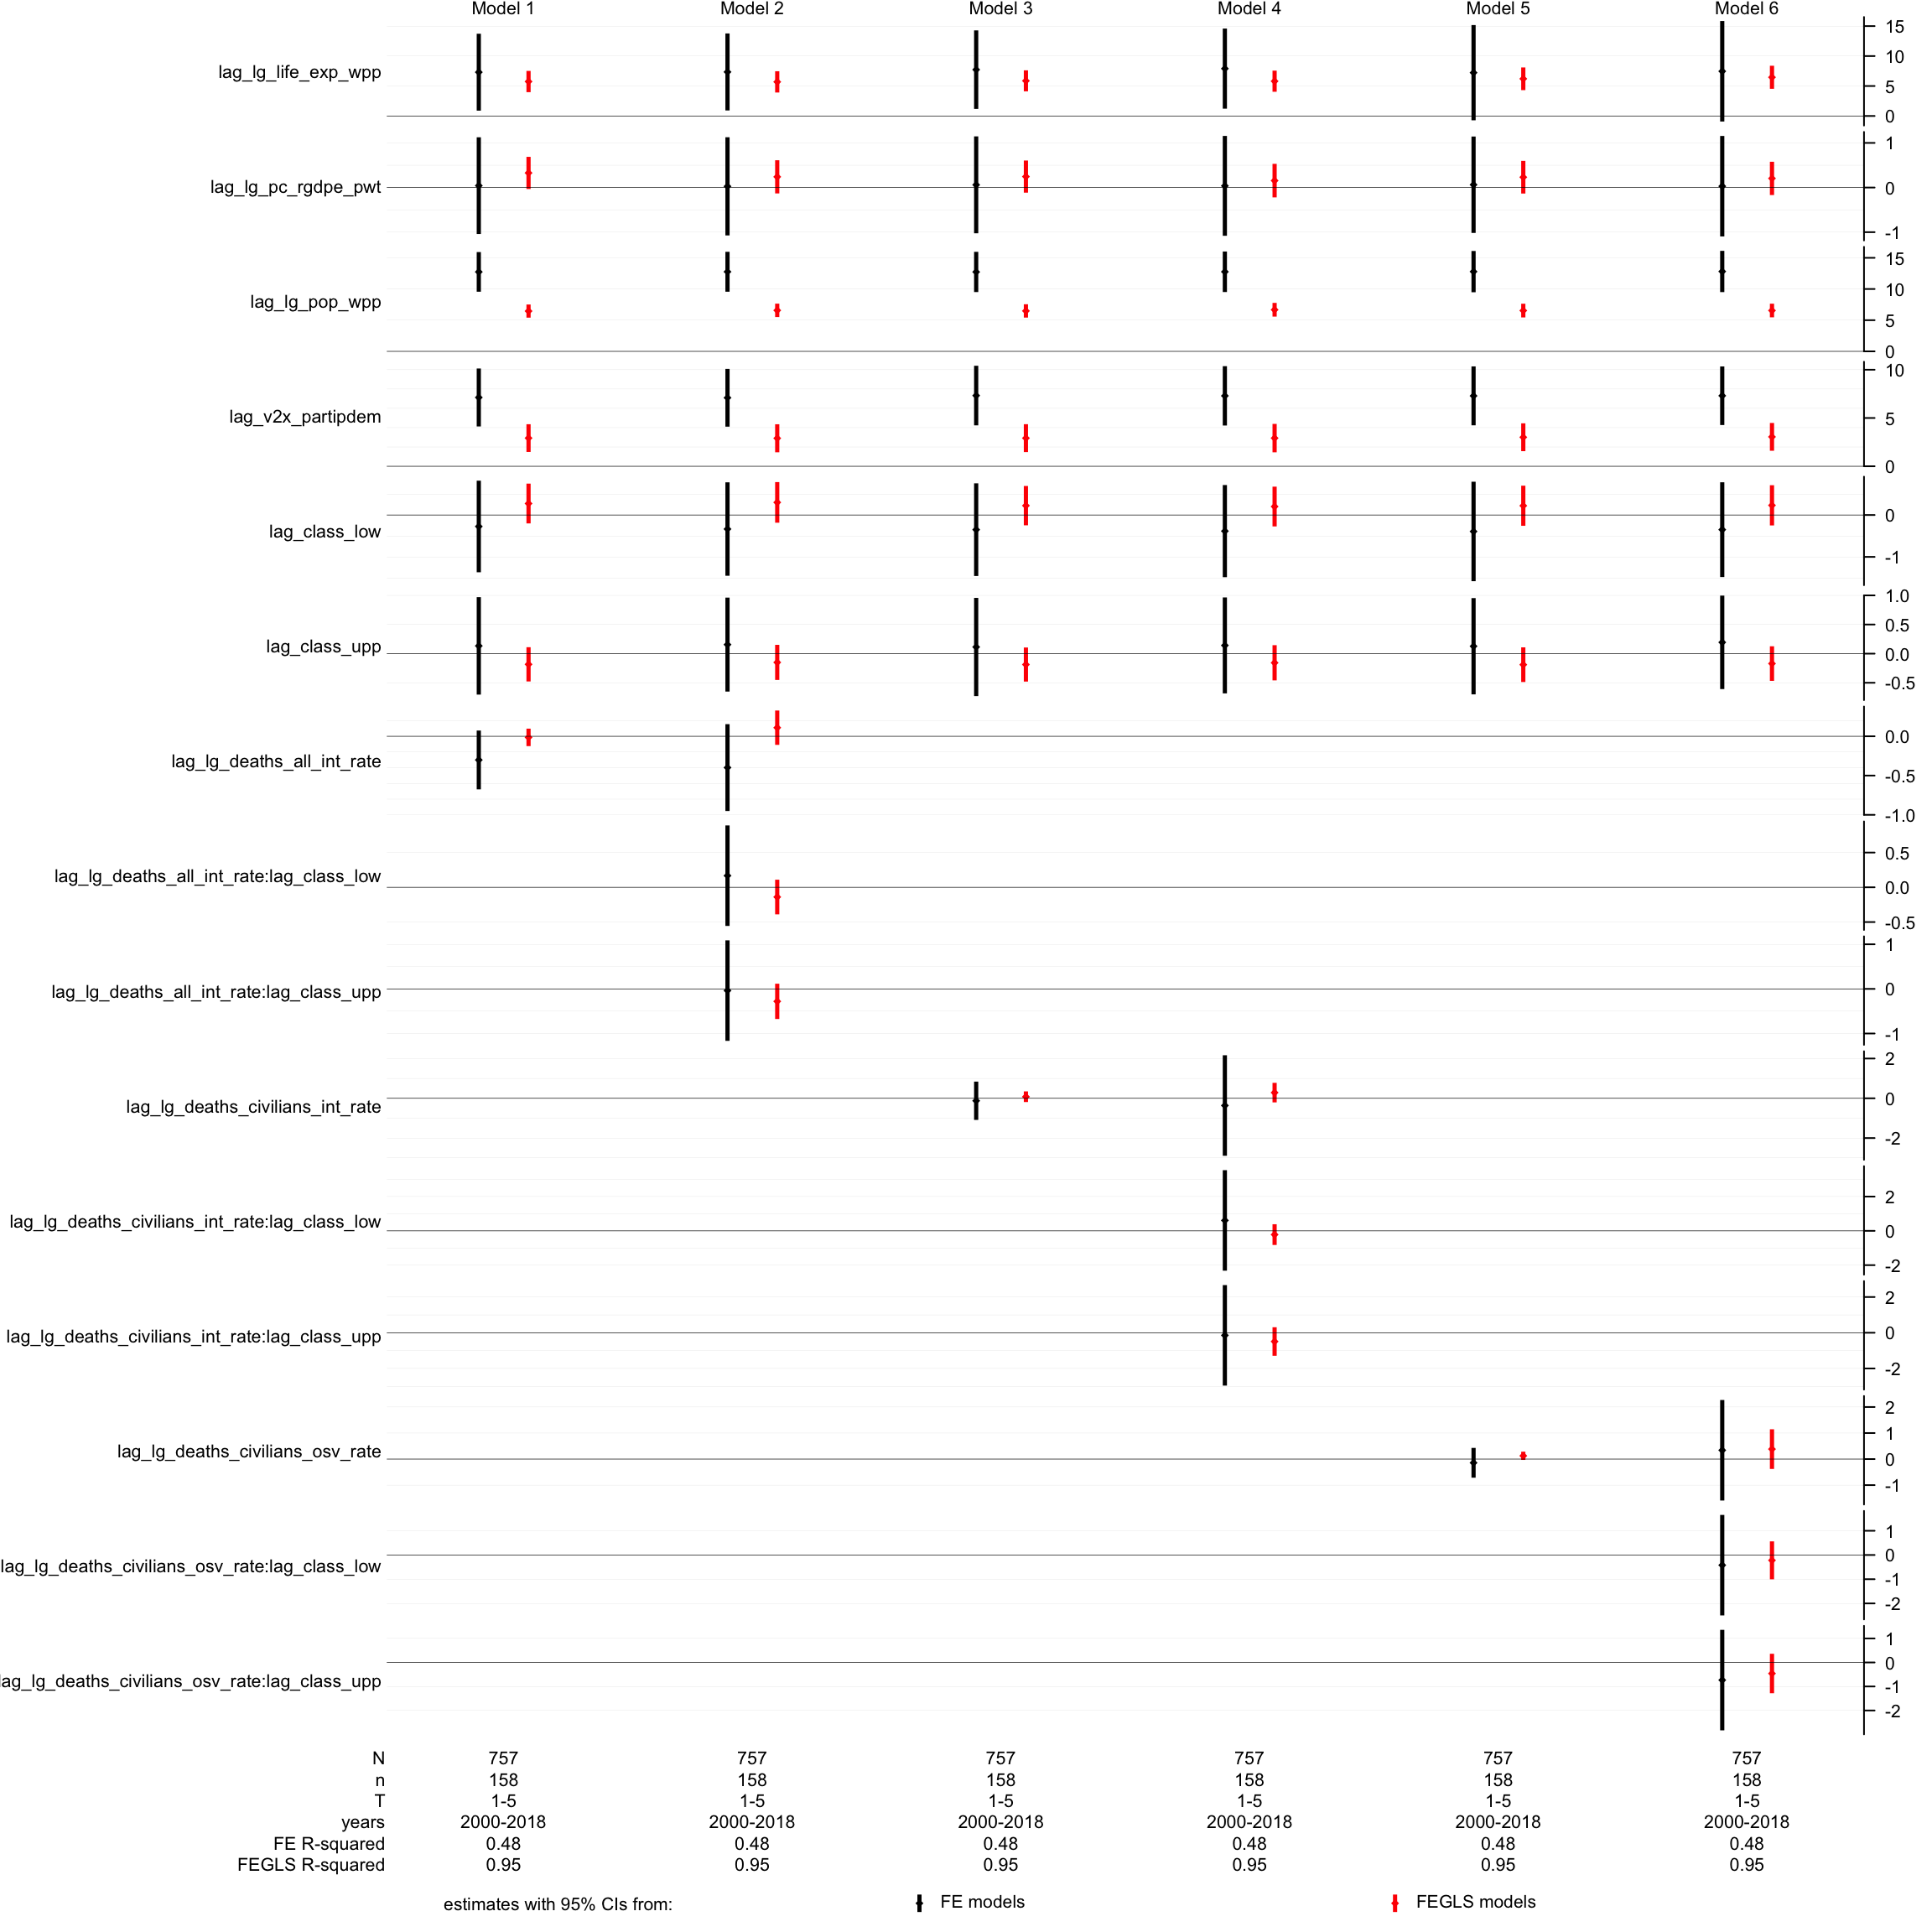 Model 1 Model 2 Model 3 Model 4 Model 5 Model 6
lag_lg_life_exp_wpp
15
10
5
0
lag_lg_pc_rgdpe_pwt
1
0
-1
lag_lg_pop_wpp
15
10
5
0
lag_v2x_partipdem
10
5
0
lag_class_low
0
-1
lag_class_upp
1.0
0.5
0.0
-0.5
lag_lg_deaths_all_int_rate
0.0
-0.5
-1.0
lag_lg_deaths_all_int_rate:lag_class_low
0.5
0.0
-0.5
lag_lg_deaths_all_int_rate:lag_class_upp
1
0
-1
lag_lg_deaths_civilians_int_rate
2
0
-2
lag_lg_deaths_civilians_int_rate:lag_class_low
2
0
-2
lag_lg_deaths_civilians_int_rate:lag_class_upp
2
0
-2
lag_lg_deaths_civilians_osv_rate
2
1
0
-1
lag_lg_deaths_civilians_osv_rate:lag_class_low
1
0
-1
-2
lag_lg_deaths_civilians_osv_rate:lag_class_upp
1
0
-1
-2
N 757 757 757 757 757 757
n 158 158 158 158 158 158
T 1-5 1-5 1-5 1-5 1-5 1-5
years 2000-2018 2000-2018 2000-2018 2000-2018 2000-2018 2000-2018
FE R-squared 0.48 0.48 0.48 0.48 0.48 0.48
FEGLS R-squared 0.95 0.95 0.95 0.95 0.95 0.95
estimates with 95% CIs from: FE models FEGLS models